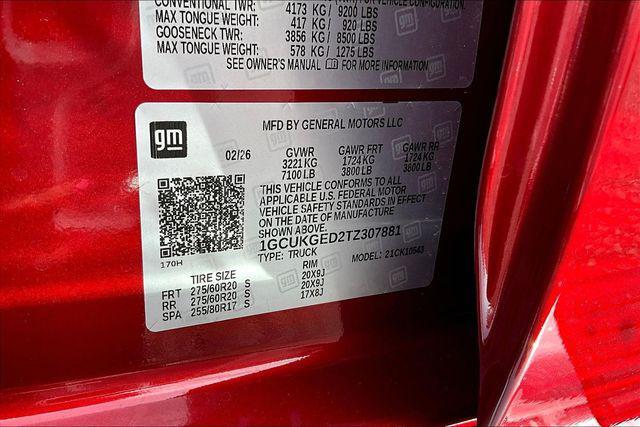 CONVENTIONAL TWR: 4173 KG / 9200 LBS
MAX TONGUE WEIGHT: 417 KG / 920 LBS
GOOSENECK TWR: 3856 KG / 8500 LBS
MAX TONGUE WEIGHT: 578 KG / 1275 LBS
SEE OWNER'S MANUAL FOR MORE INFORMATION
gm
MFD BY GENERAL MOTORS LLC
02/26 GVWR GAWR FRT GAWR RR
3221 KG 1724 KG 1724 KG
7100 LB 3800 LB 3800 LB
THIS VEHICLE CONFORMS TO ALL
APPLICABLE U.S. FEDERAL MOTOR
VEHICLE SAFETY STANDARDS IN EFFECT
ON THE DATE OF MANUFACTURE
SHOWN ABOVE.
1GCUKGED2TZ307881
170H TYPE: TRUCK MODEL: 21CK10543
TIRE SIZE RIM
FRT 275/60R20 S 20X9J
RR 275/60R20 S 20X9J
SPA 255/80R17 S 17X8J